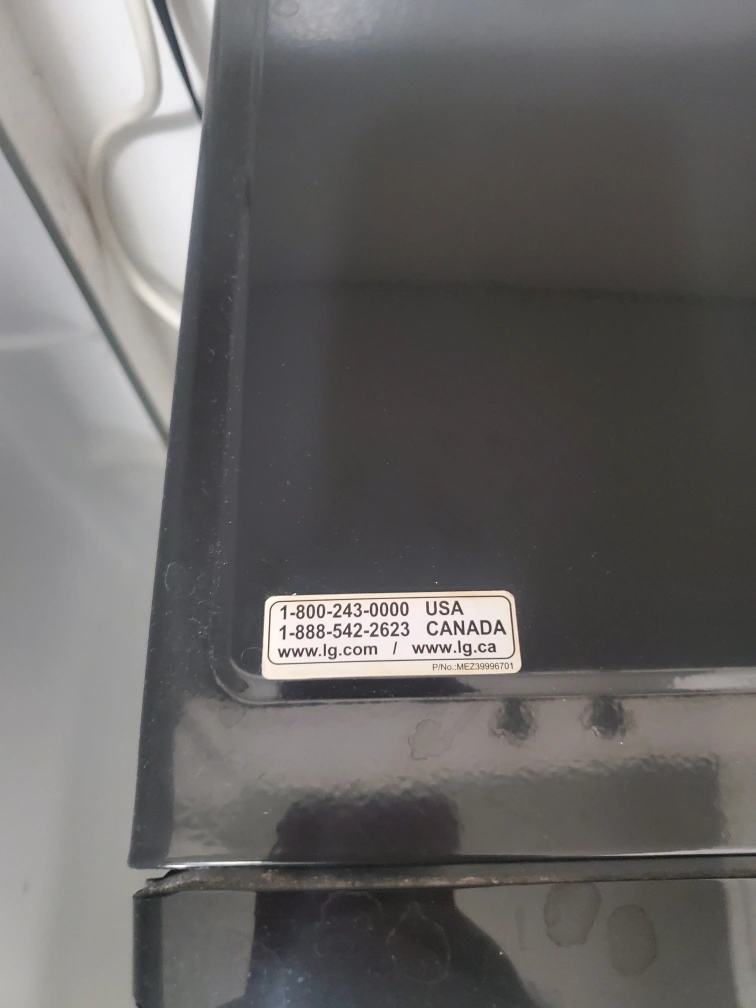 1-800-243-0000 USA
1-888-542-2623 CANADA
www.lg.com / www.lg.ca
P/No.:MEZ39996701